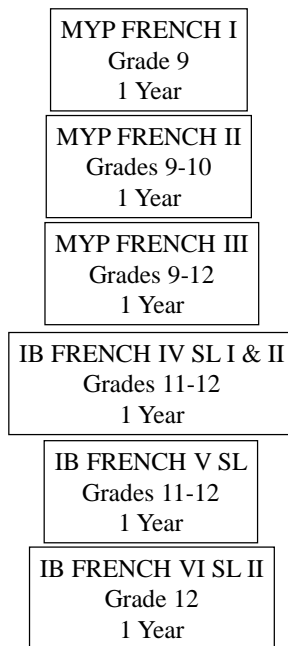 MYP FRENCH I
Grade 9
1 Year
MYP FRENCH II
Grades 9-10
1 Year
MYP FRENCH III
Grades 9-12
1 Year
IB FRENCH IV SL I & II
Grades 11-12
1 Year
IB FRENCH V SL
Grades 11-12
1 Year
IB FRENCH VI SL II
Grade 12
1 Year